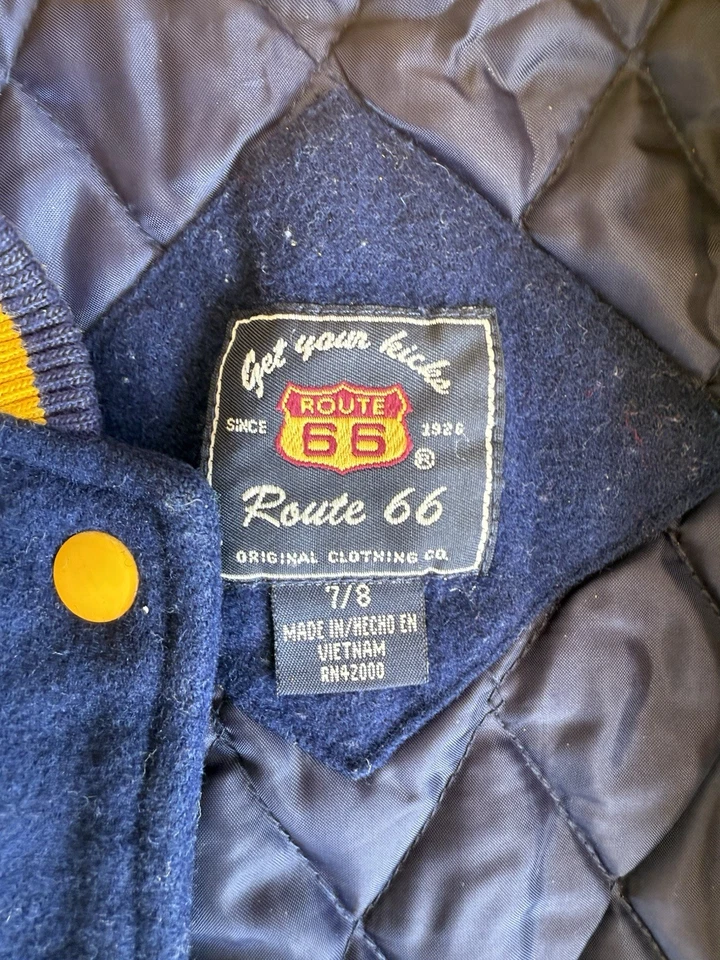 Get your kicks
ROUTE
SINCE 66 1926
®
Route 66
ORIGINAL CLOTHING CO.
7/8
MADE IN/HECHO EN
VIETNAM
RN42000